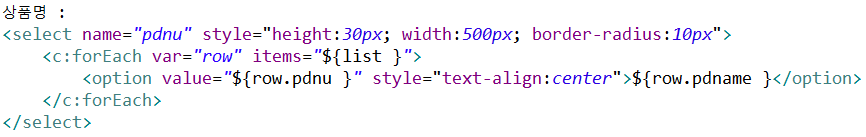 상품명 :
<select name="pdnu" style="height:30px; width:500px; border-radius:10px">
<c:forEach var="row" items="${list }">
<option value="${row.pdnu }" style="text-align:center">${row.pdname }</option>
</c:forEach>
</select>